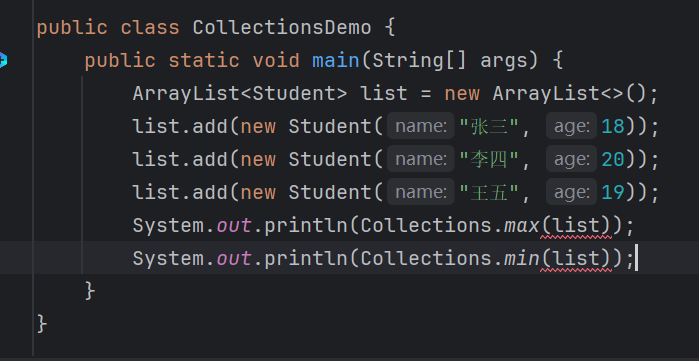 public class CollectionsDemo {
public static void main(String[] args) {
ArrayList<Student> list = new ArrayList<>();
list.add(new Student( name: "张三", age: 18));
list.add(new Student( name: "李四", age: 20));
list.add(new Student( name: "王五", age: 19));
System.out.println(Collections.max(list));
System.out.println(Collections.min(list));
}
}